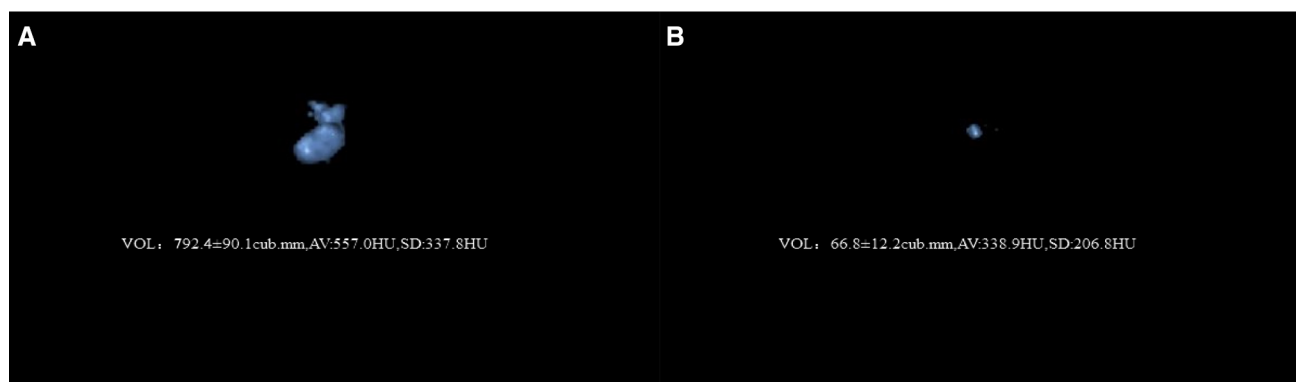 A
B
VOL：792.4±90.1cub.mm,AV:557.0HU,SD:337.8HU
VOL：66.8±12.2cub.mm,AV:338.9HU,SD:206.8HU